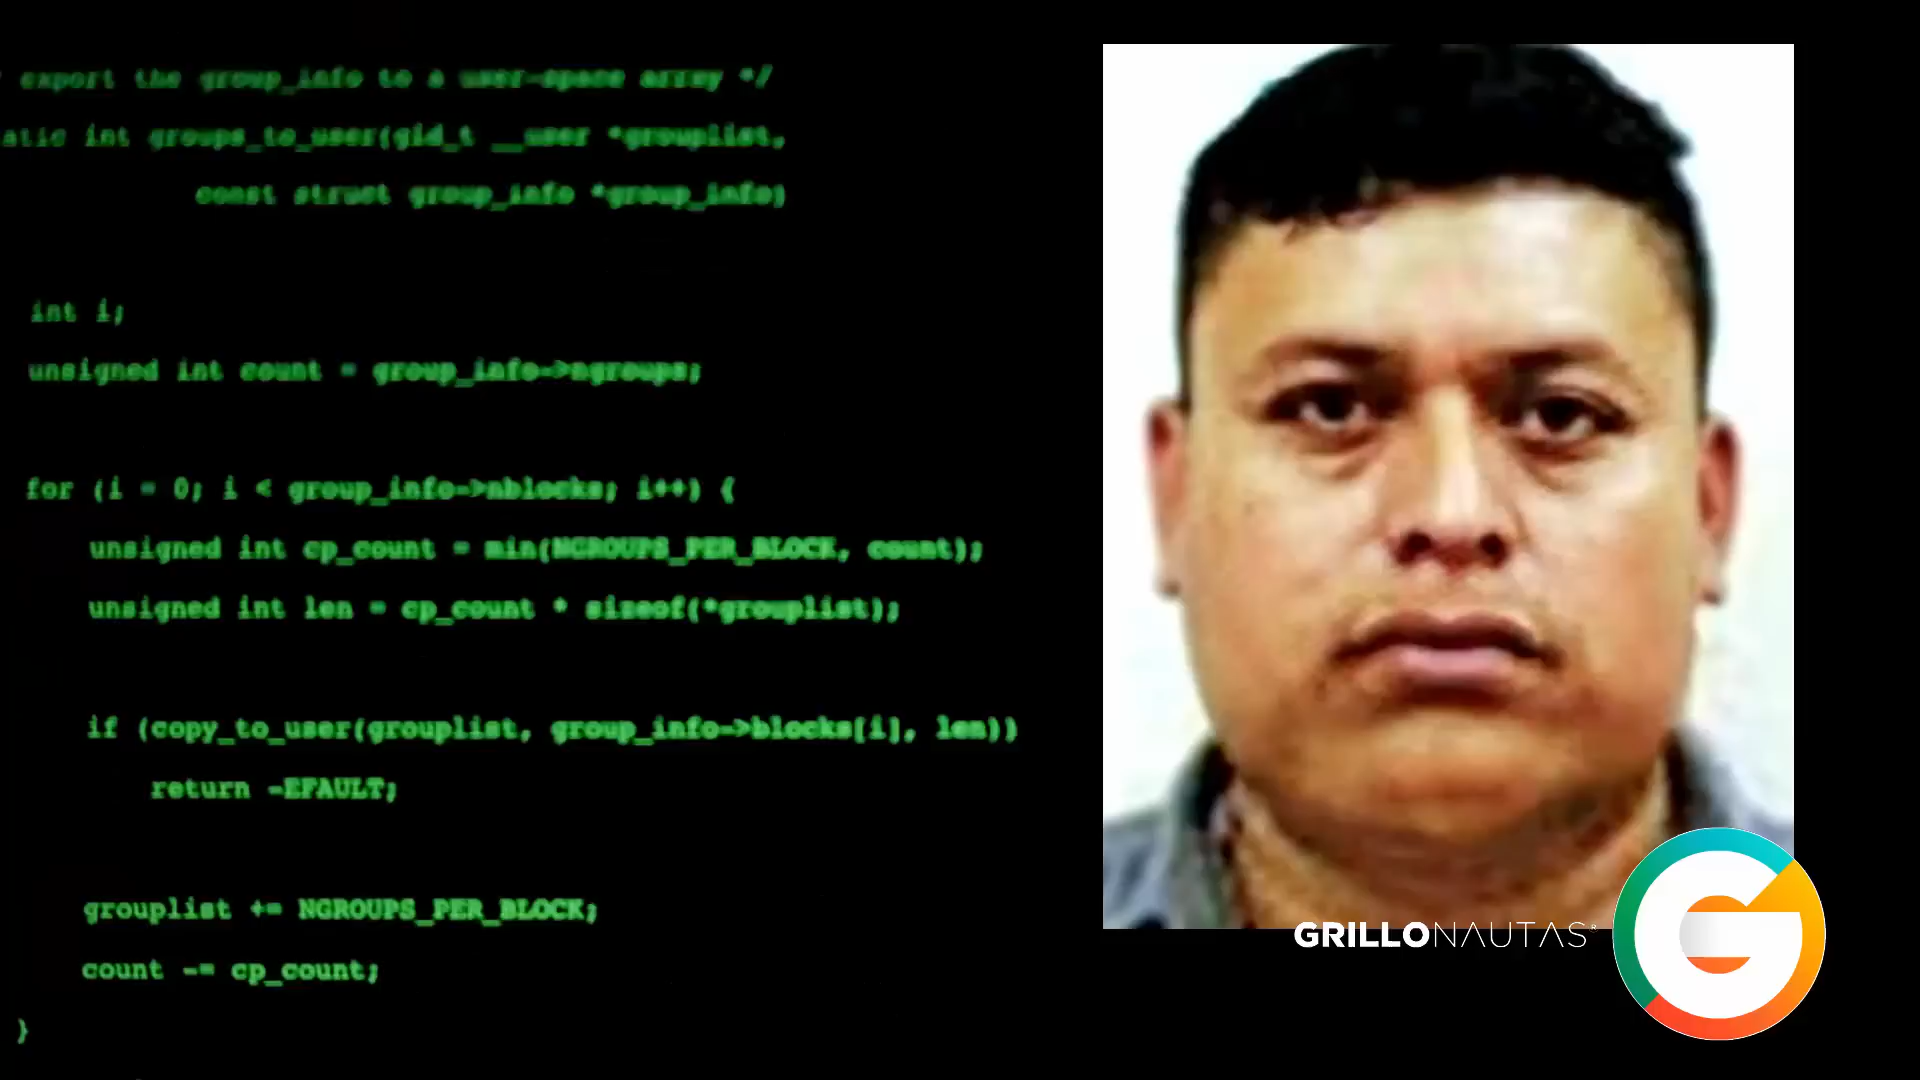 export the group_info to a user-space array */
atic int groups_to_user(gid_t __user *grouplist,
const struct group_info *group_info)
int i;
unsigned int count = group_info->ngroups;
for (i = 0; i < group_info->nblocks; i++) {
unsigned int cp_count = min(NGROUPS_PER_BLOCK, count);
unsigned int len = cp_count * sizeof(*grouplist);
if (copy_to_user(grouplist, group_info->blocks[i], len))
return -EFAULT;
grouplist += NGROUPS_PER_BLOCK;
count -= cp_count;
}
GRILLONAUTAS®
G